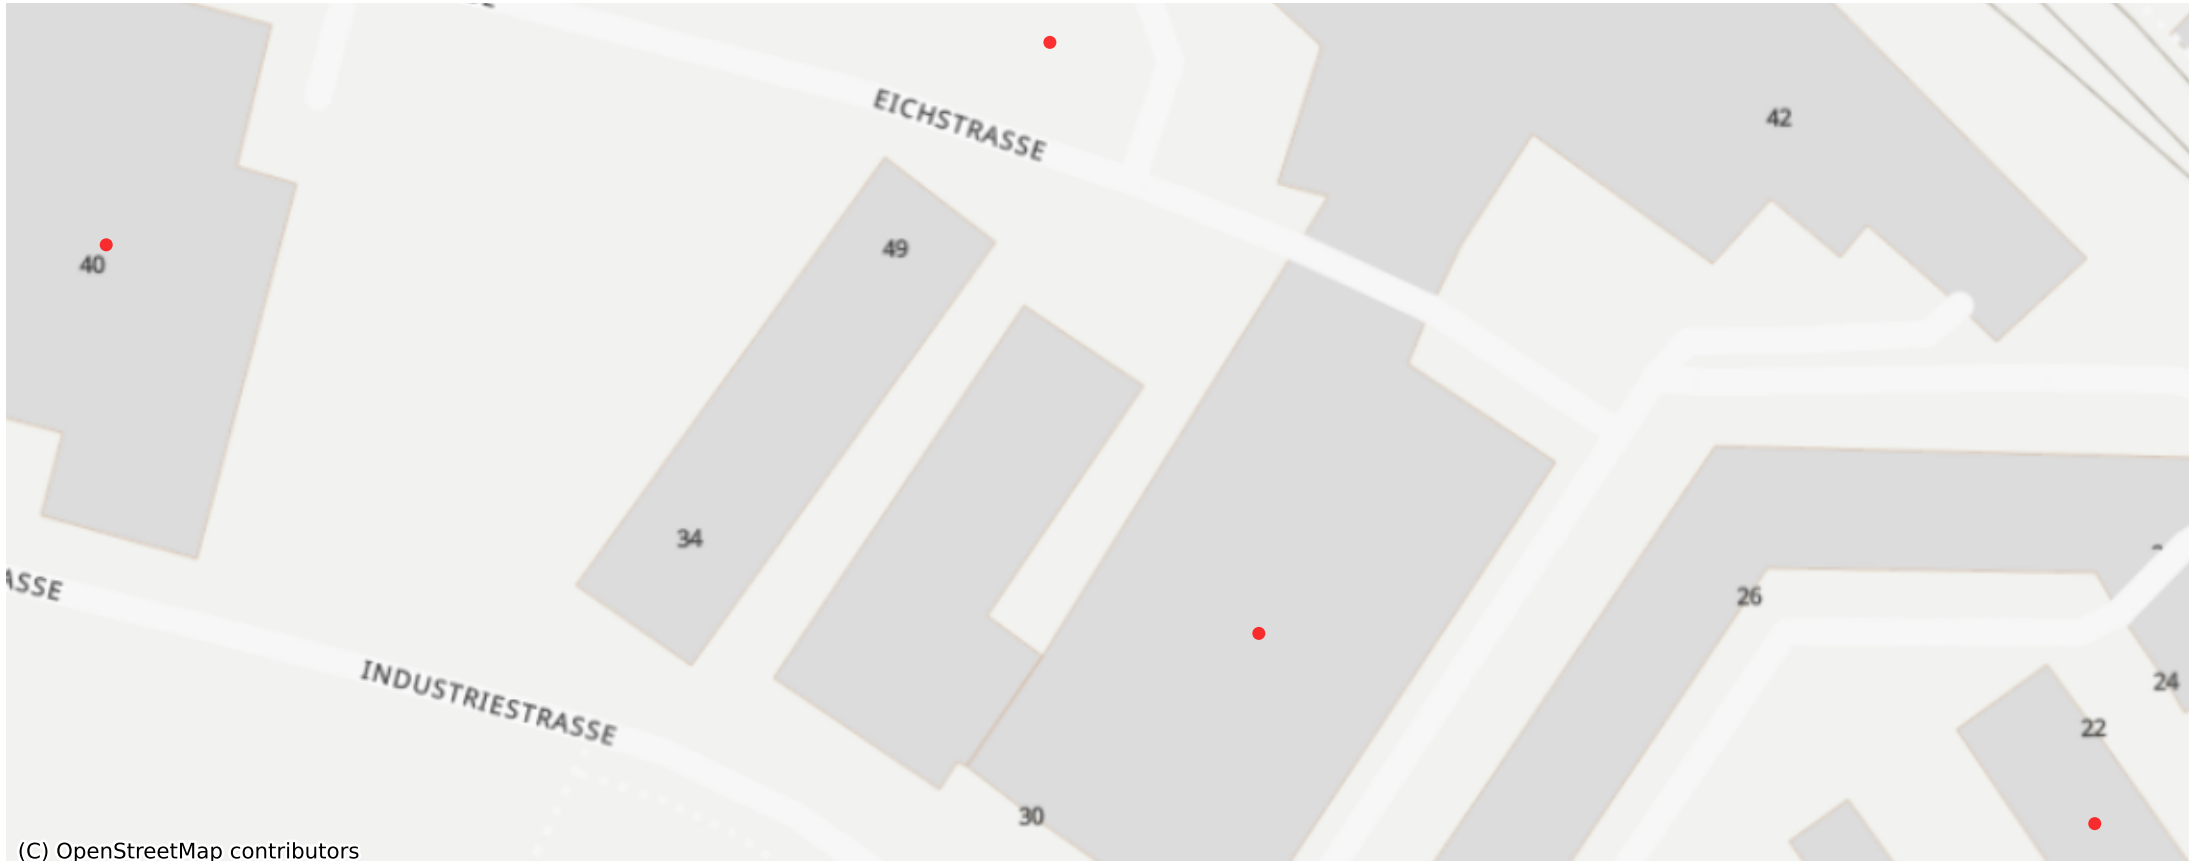 EICHSTRASSE
42
49
40
34
ASSE
26
INDUSTRIESTRASSE
24
22
30
(C) OpenStreetMap contributors